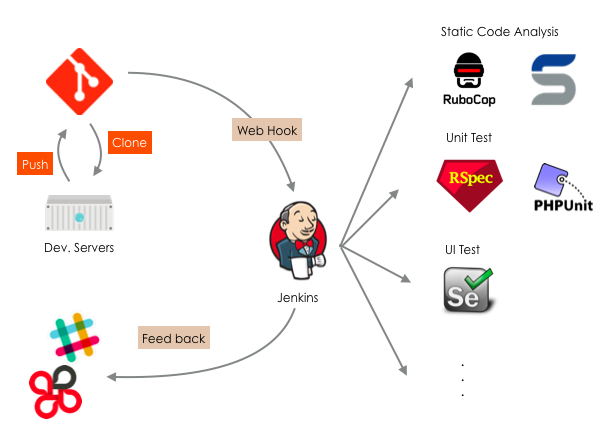 Static Code Analysis
RuboCop
Web Hook
Unit Test
Clone
Push
RSpec
PHPUnit
Dev. Servers
UI Test
Se
Jenkins
Feed back